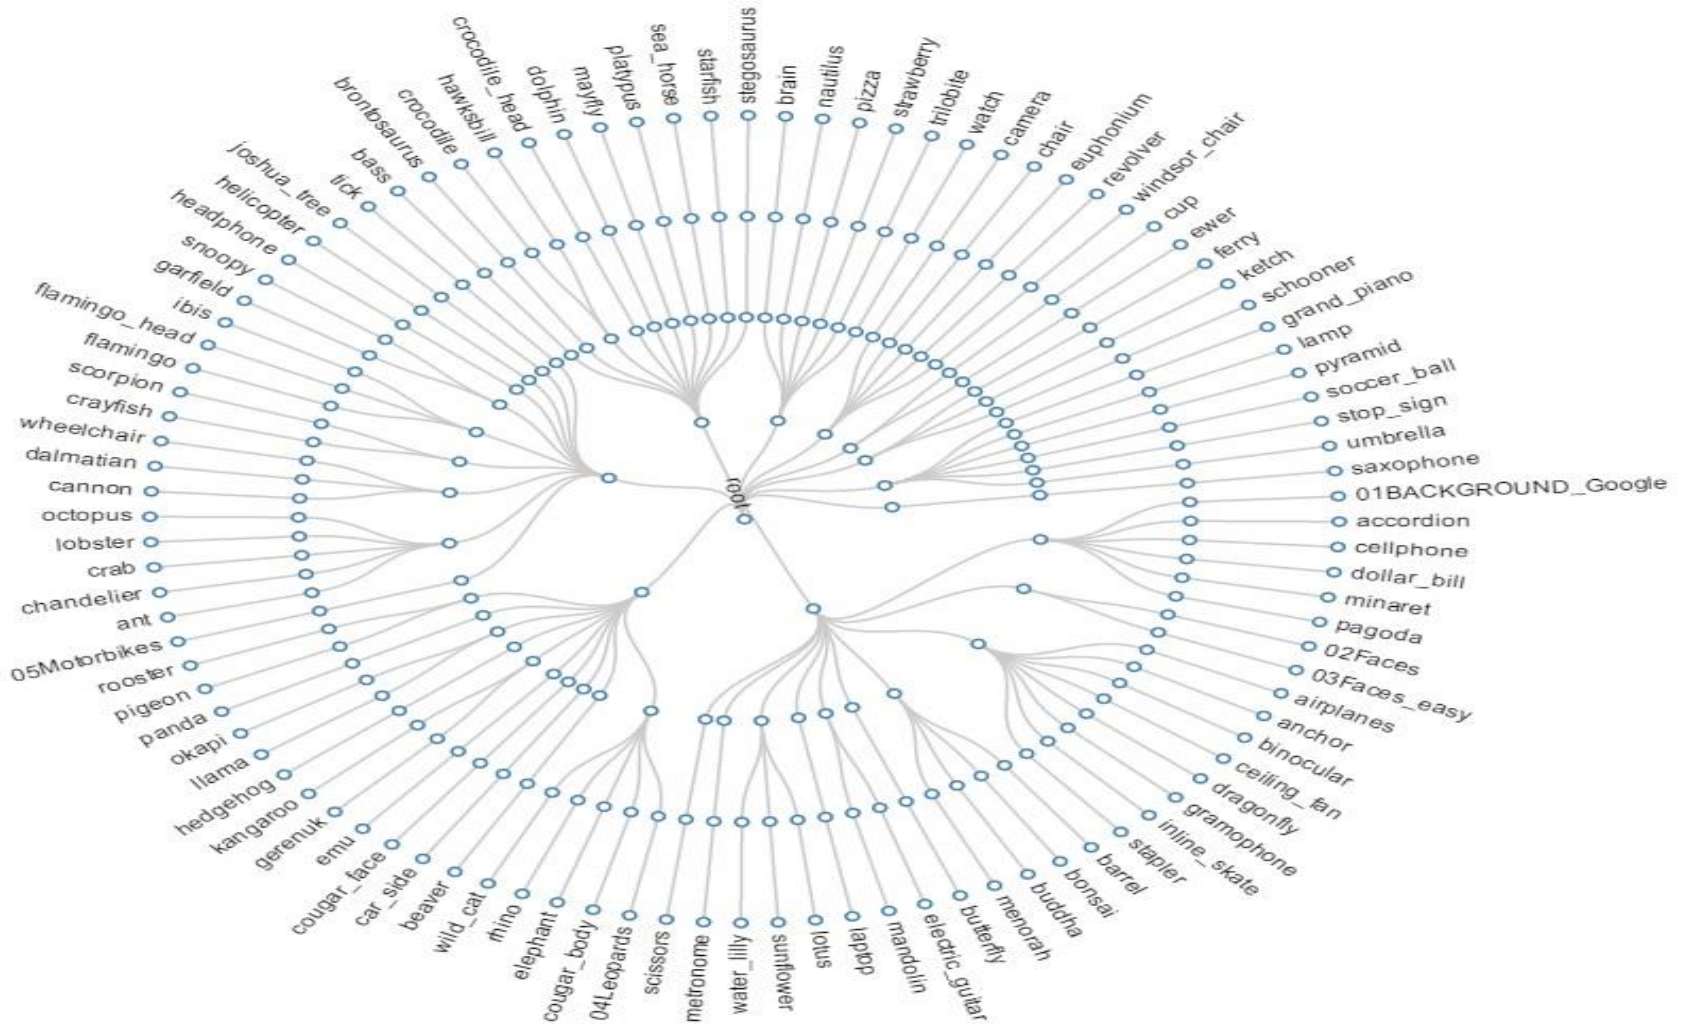 root
stegosaurus
brain
nautilus
pizza
strawberry
trilobite
watch
camera
chair
euphonium
revolver
windsor_chair
cup
ewer
ferry
ketch
schooner
grand_piano
lamp
pyramid
soccer_ball
stop_sign
umbrella
saxophone
01BACKGROUND_Google
accordion
cellphone
dollar_bill
minaret
pagoda
02Faces
03Faces_easy
airplanes
anchor
binocular
ceiling_fan
dragonfly
gramophone
inline_skate
stapler
barrel
bonsai
buddha
menorah
butterfly
electric_guitar
mandolin
laptop
lotus
sunflower
water_lilly
metronome
scissors
04Leopards
cougar_body
elephant
rhino
wild_cat
beaver
car_side
cougar_face
emu
gerenuk
kangaroo
hedgehog
llama
okapi
panda
pigeon
rooster
05Motorbikes
ant
chandelier
crab
lobster
octopus
cannon
dalmatian
wheelchair
crayfish
scorpion
flamingo
flamingo_head
ibis
garfield
snoopy
headphone
helicopter
joshua_tree
tick
bass
brontosaurus
crocodile
hawksbill
crocodile_head
dolphin
mayfly
platypus
sea_horse
starfish